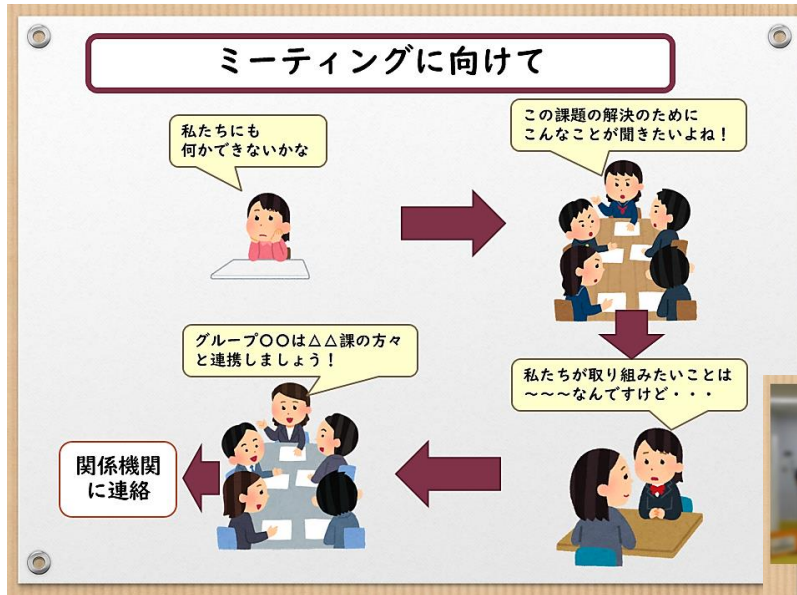 ミーティングに向けて
私たちにも
何かできないかな
この課題の解決のために
こんなことが聞きたいよね！
私たちが取り組みたいことは
～～～なんですけど・・・
グループ〇〇は△△課の方々
と連携しましょう！
関係機関
に連絡